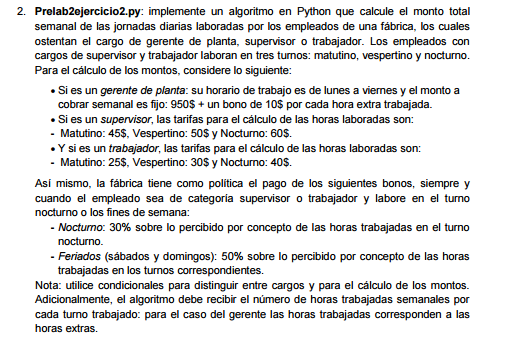 2. Prelab2ejercicio2.py: implemente un algoritmo en Python que calcule el monto total
semanal de las jornadas diarias laboradas por los empleados de una fábrica, los cuales
ostentan el cargo de gerente de planta, supervisor o trabajador. Los empleados con
cargos de supervisor y trabajador laboran en tres turnos: matutino, vespertino y nocturno.
Para el cálculo de los montos, considere lo siguiente:
• Si es un gerente de planta: su horario de trabajo es de lunes a viernes y el monto a
cobrar semanal es fijo: 950$ + un bono de 10$ por cada hora extra trabajada.
• Si es un supervisor, las tarifas para el cálculo de las horas laboradas son:
- Matutino: 45$, Vespertino: 50$ y Nocturno: 60$.
• Y si es un trabajador, las tarifas para el cálculo de las horas laboradas son:
- Matutino: 25$, Vespertino: 30$ y Nocturno: 40$.
Así mismo, la fábrica tiene como política el pago de los siguientes bonos, siempre y
cuando el empleado sea de categoría supervisor o trabajador y labore en el turno
nocturno o los fines de semana:
- Nocturno: 30% sobre lo percibido por concepto de las horas trabajadas en el turno
nocturno.
- Feriados (sábados y domingos): 50% sobre lo percibido por concepto de las horas
trabajadas en los turnos correspondientes.
Nota: utilice condicionales para distinguir entre cargos y para el cálculo de los montos.
Adicionalmente, el algoritmo debe recibir el número de horas trabajadas semanales por
cada turno trabajado: para el caso del gerente las horas trabajadas corresponden a las
horas extras.